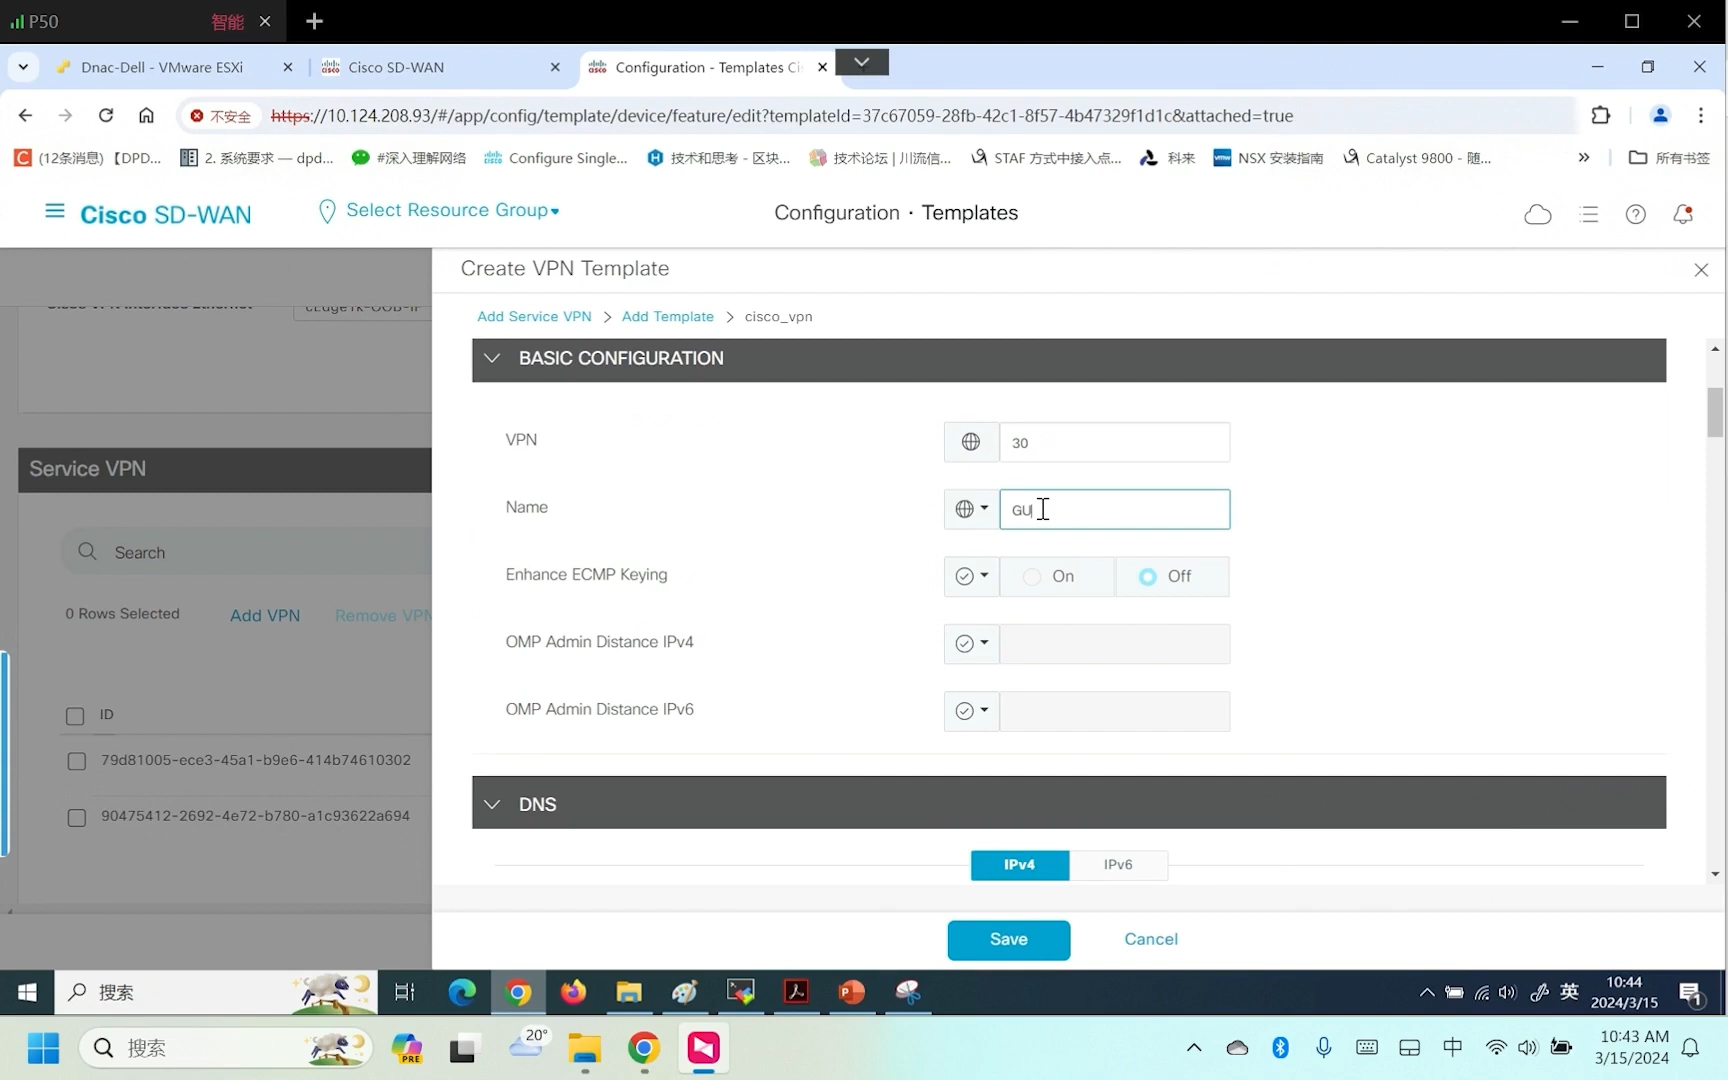 P50 智能
Dnac-Dell - VMware ESXi
Cisco SD-WAN
Configuration - Templates Ci
不安全 https://10.124.208.93/#/app/config/template/device/feature/edit?templateId=37c67059-28fb-42c1-8f57-4b47329f1d1c&attached=true
(12条消息) 【DPD...
2. 系统要求 — dpd...
#深入理解网络
Configure Single...
技术和思考 - 区块...
技术论坛 | 川流信...
STAF 方式中接入点...
科来
NSX 安装指南
Catalyst 9800 - 随...
»
所有书签
Cisco SD-WAN
Select Resource Group
Configuration · Templates
Create VPN Template
Add Service VPN > Add Template > cisco_vpn
BASIC CONFIGURATION
VPN 30
Name GU
Enhance ECMP Keying On Off
OMP Admin Distance IPv4
OMP Admin Distance IPv6
DNS
IPv4 IPv6
Save Cancel
Service VPN
Search
0 Rows Selected Add VPN Remove VPN
ID
79d81005-ece3-45a1-b9e6-414b74610302
90475412-2692-4e72-b780-a1c93622a694
搜索
英
10:44
2024/3/15
1
搜索
PRE
20°
中
10:43 AM
3/15/2024